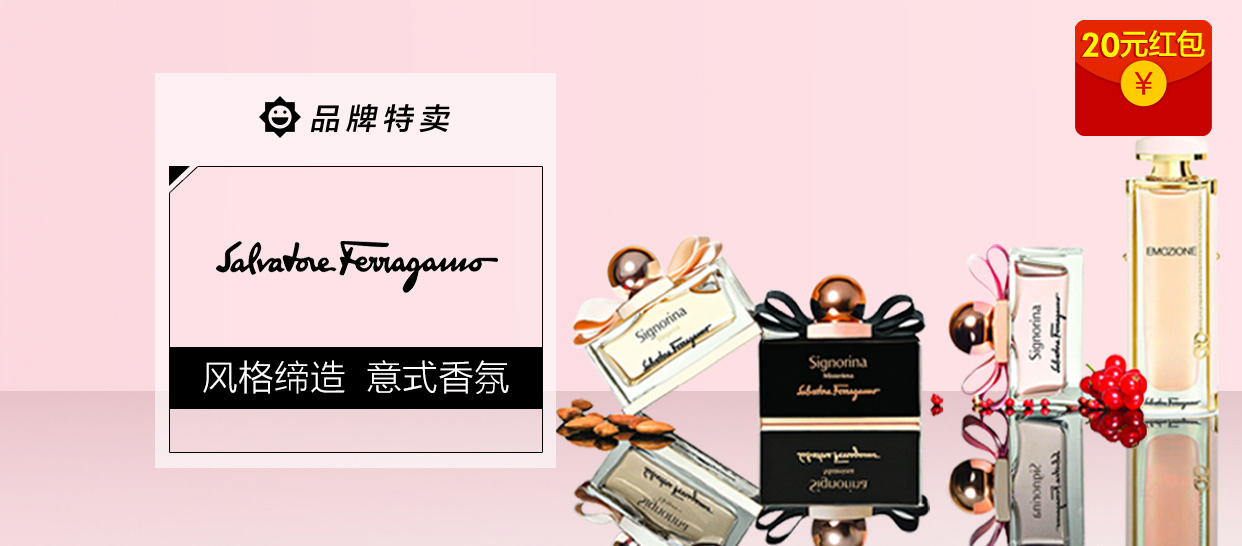 20元红包
¥
品牌特卖
Salvatore Ferragamo
风格缔造 意式香氛
Signorina
Salvatore Ferragamo
Signorina
Misteriosa
Salvatore Ferragamo
Signorina
Salvatore Ferragamo
EMOZIONE
Salvatore Ferragamo